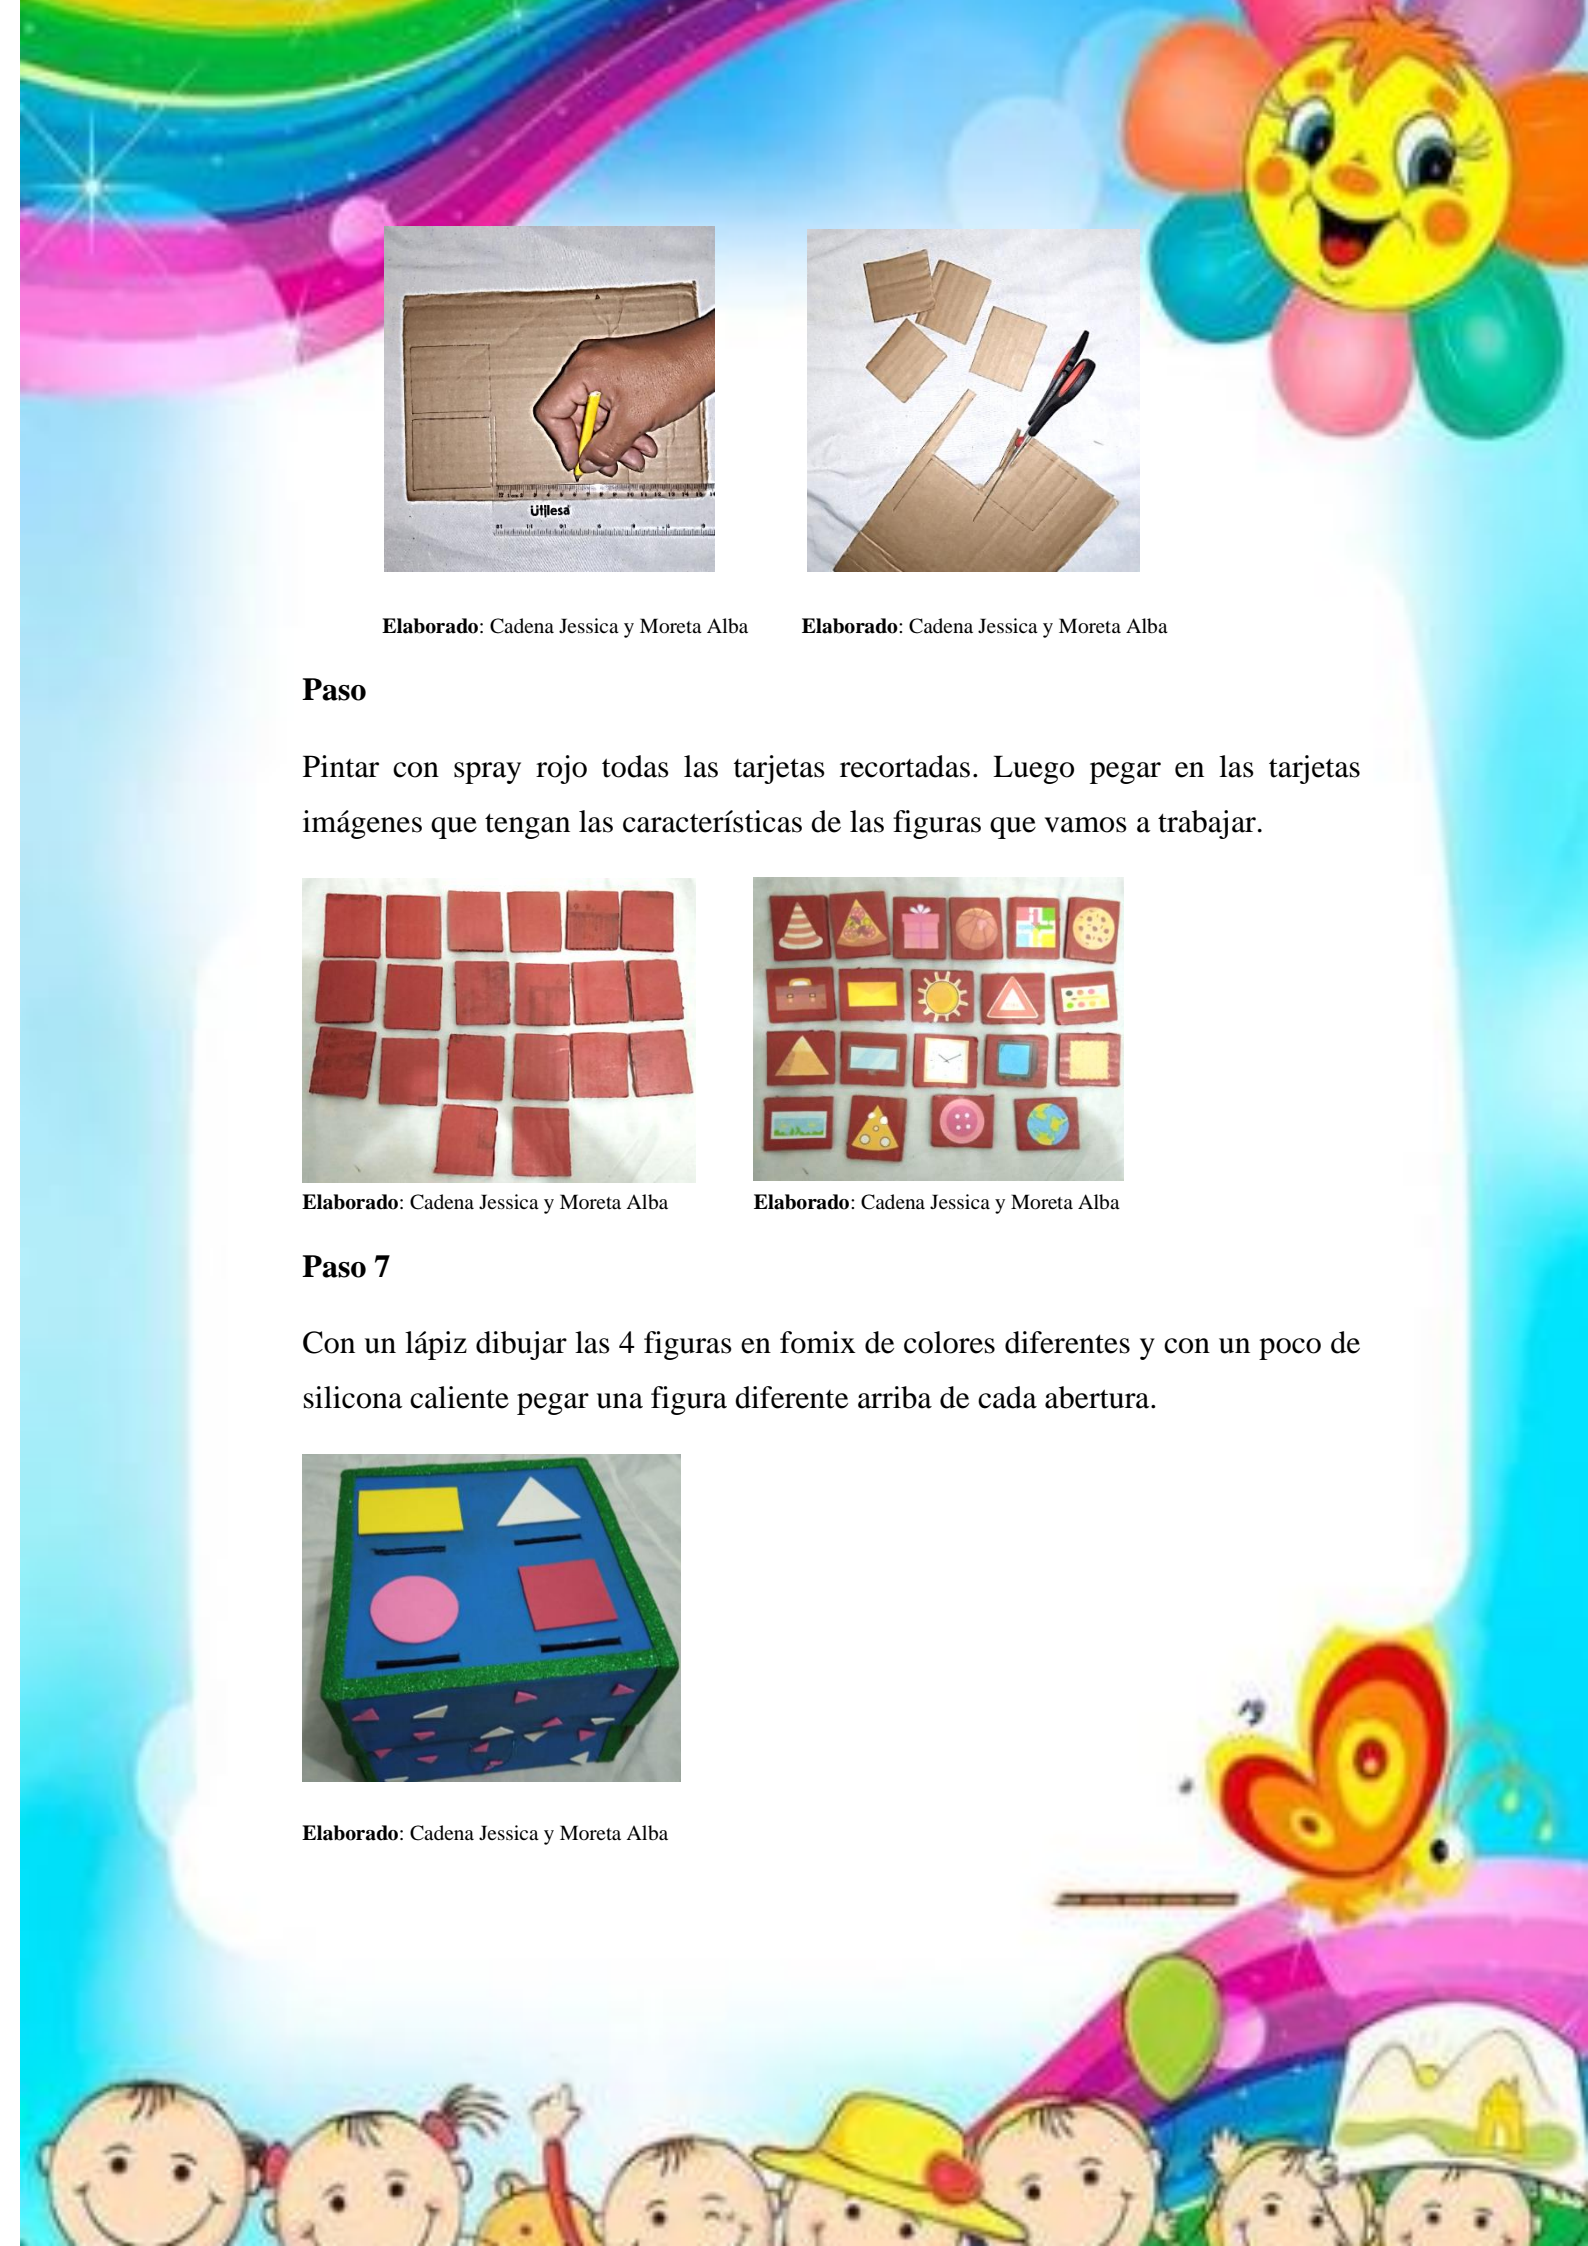 Utilesa
Elaborado: Cadena Jessica y Moreta Alba
Elaborado: Cadena Jessica y Moreta Alba
Paso
Pintar con spray rojo todas las tarjetas recortadas. Luego pegar en las tarjetas
imágenes que tengan las características de las figuras que vamos a trabajar.
Elaborado: Cadena Jessica y Moreta Alba
Elaborado: Cadena Jessica y Moreta Alba
Paso 7
Con un lápiz dibujar las 4 figuras en fomix de colores diferentes y con un poco de
silicona caliente pegar una figura diferente arriba de cada abertura.
Elaborado: Cadena Jessica y Moreta Alba